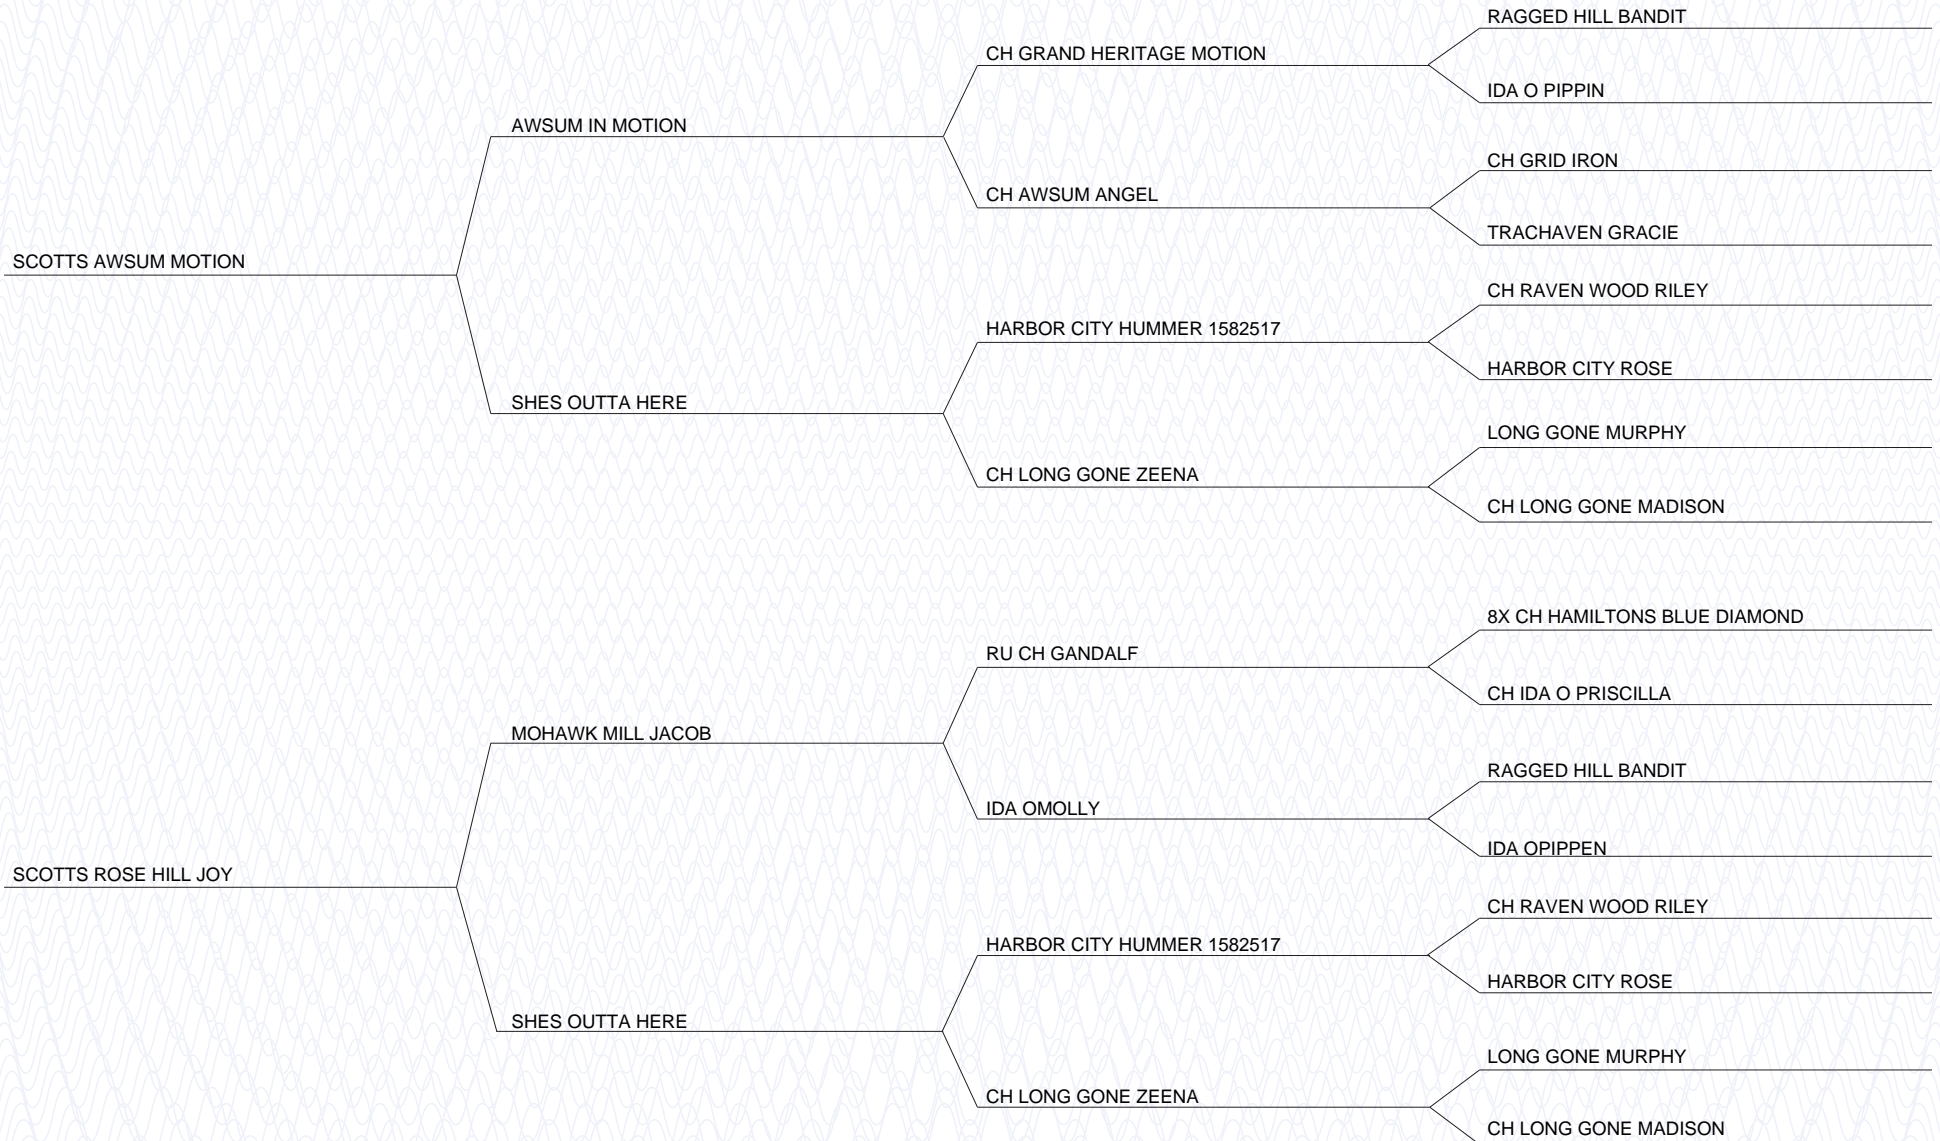 RAGGED HILL BANDIT
CH GRAND HERITAGE MOTION
IDA O PIPPIN
AWSUM IN MOTION
CH GRID IRON
CH AWSUM ANGEL
TRACHAVEN GRACIE
SCOTTS AWSUM MOTION
CH RAVEN WOOD RILEY
HARBOR CITY HUMMER 1582517
HARBOR CITY ROSE
SHES OUTTA HERE
LONG GONE MURPHY
CH LONG GONE ZEENA
CH LONG GONE MADISON
8X CH HAMILTONS BLUE DIAMOND
RU CH GANDALF
CH IDA O PRISCILLA
MOHAWK MILL JACOB
RAGGED HILL BANDIT
IDA OMOLLY
IDA OPIPPEN
SCOTTS ROSE HILL JOY
CH RAVEN WOOD RILEY
HARBOR CITY HUMMER 1582517
HARBOR CITY ROSE
SHES OUTTA HERE
LONG GONE MURPHY
CH LONG GONE ZEENA
CH LONG GONE MADISON